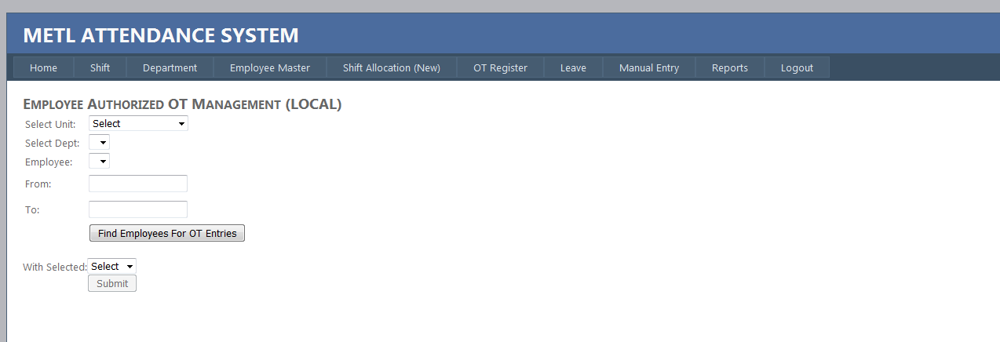 METL ATTENDANCE SYSTEM
Home Shift Department Employee Master Shift Allocation (New) OT Register Leave Manual Entry Reports Logout
EMPLOYEE AUTHORIZED OT MANAGEMENT (LOCAL)
Select Unit: Select
Select Dept:
Employee:
From:
To:
Find Employees For OT Entries
With Selected: Select
Submit